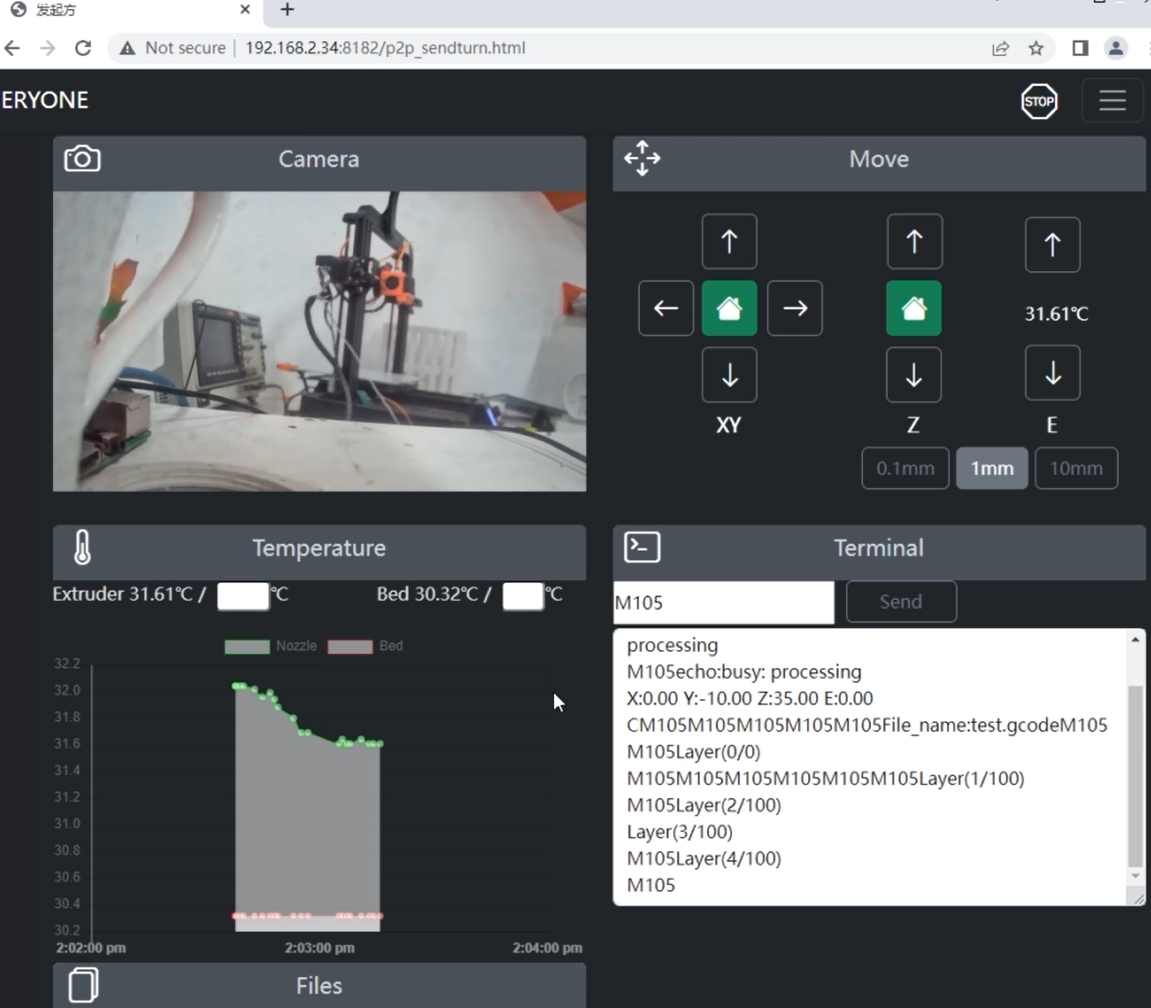 发起方
Not secure 192.168.2.34:8182/p2p_sendturn.html
ERYONE
STOP
Camera
Move
31.61℃
XY
Z
E
0.1mm
1mm
10mm
Temperature
Extruder 31.61℃ / ℃
Bed 30.32℃ / ℃
Nozzle
Bed
32.2
32.0
31.8
31.6
31.4
31.2
31.0
30.8
30.6
30.4
30.2
2:02:00 pm
2:03:00 pm
2:04:00 pm
Terminal
M105
Send
processing
M105echo:busy: processing
X:0.00 Y:-10.00 Z:35.00 E:0.00
CM105M105M105M105M105File_name:test.gcodeM105
M105Layer(0/0)
M105M105M105M105M105M105Layer(1/100)
M105Layer(2/100)
Layer(3/100)
M105Layer(4/100)
M105
Files